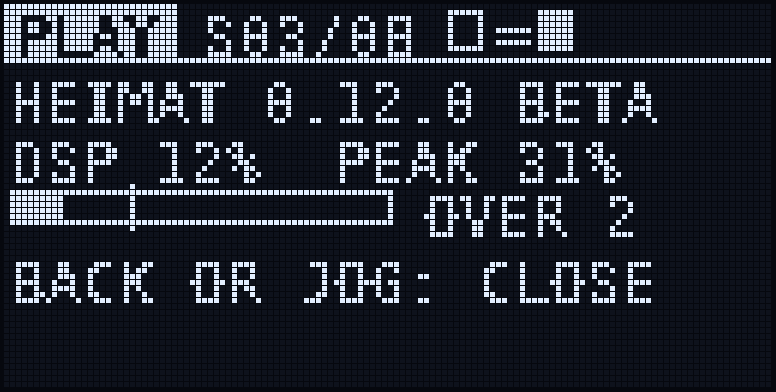 PLAY S03/08 □=■
HEIMAT 0.12.0 BETA
DSP 12% PEAK 31%
OVER 2
BACK OR JOG: CLOSE